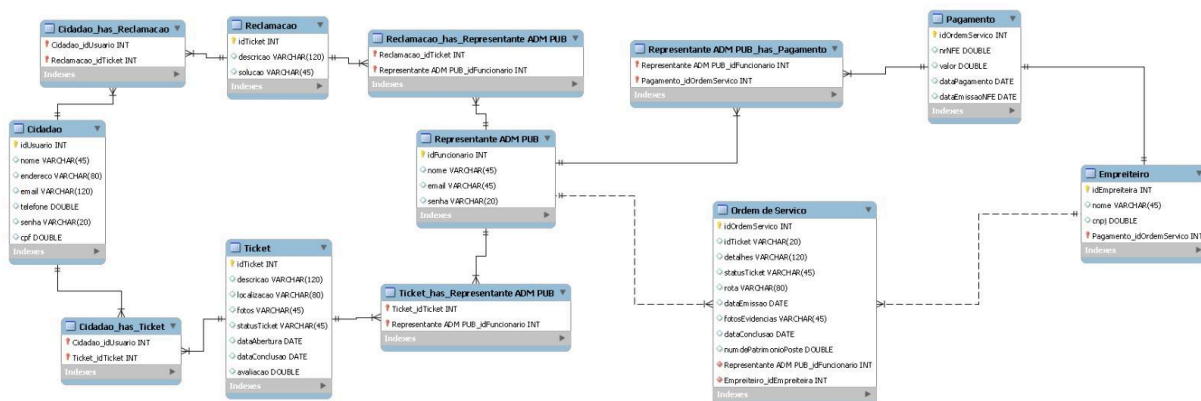 Cidadao_has_Reclamacao
Cidadao_idUsuario INT
Reclamacao_idTicket INT
Indexes
Reclamacao
idTicket INT
descricao VARCHAR(120)
solucao VARCHAR(45)
Indexes
Reclamacao_has_Representante ADM PUB
Reclamacao_idTicket INT
Representante ADM PUB_idFuncionario INT
Indexes
Representante ADM PUB_has_Pagamento
Representante ADM PUB_idFuncionario INT
Pagamento_idOrdemServico INT
Indexes
Pagamento
idOrdemServico INT
nrNFE DOUBLE
valor DOUBLE
dataPagamento DATE
dataEmissaoNFE DATE
Indexes
Cidadao
idUsuario INT
nome VARCHAR(45)
endereco VARCHAR(80)
email VARCHAR(120)
telefone DOUBLE
senha VARCHAR(20)
cpf DOUBLE
Indexes
Representante ADM PUB
idFuncionario INT
nome VARCHAR(45)
email VARCHAR(45)
senha VARCHAR(20)
Indexes
Empreiteiro
idEmpreiteira INT
nome VARCHAR(45)
cnpj DOUBLE
Pagamento_idOrdemServico INT
Indexes
Ordem de Servico
idOrdemServico INT
idTicket VARCHAR(20)
detalhes VARCHAR(120)
statusTicket VARCHAR(45)
rota VARCHAR(80)
dataEmissao DATE
fotosEvidencias VARCHAR(45)
dataConclusao DATE
numdePatrimonioPoste DOUBLE
Representante ADM PUB_idFuncionario INT
Empreiteiro_idEmpreiteira INT
Indexes
Ticket
idTicket INT
descricao VARCHAR(120)
localizacao VARCHAR(80)
fotos VARCHAR(45)
statusTicket VARCHAR(45)
dataAbertura DATE
dataConclusao DATE
avaliacao DOUBLE
Indexes
Ticket_has_Representante ADM PUB
Ticket_idTicket INT
Representante ADM PUB_idFuncionario INT
Indexes
Cidadao_has_Ticket
Cidadao_idUsuario INT
Ticket_idTicket INT
Indexes